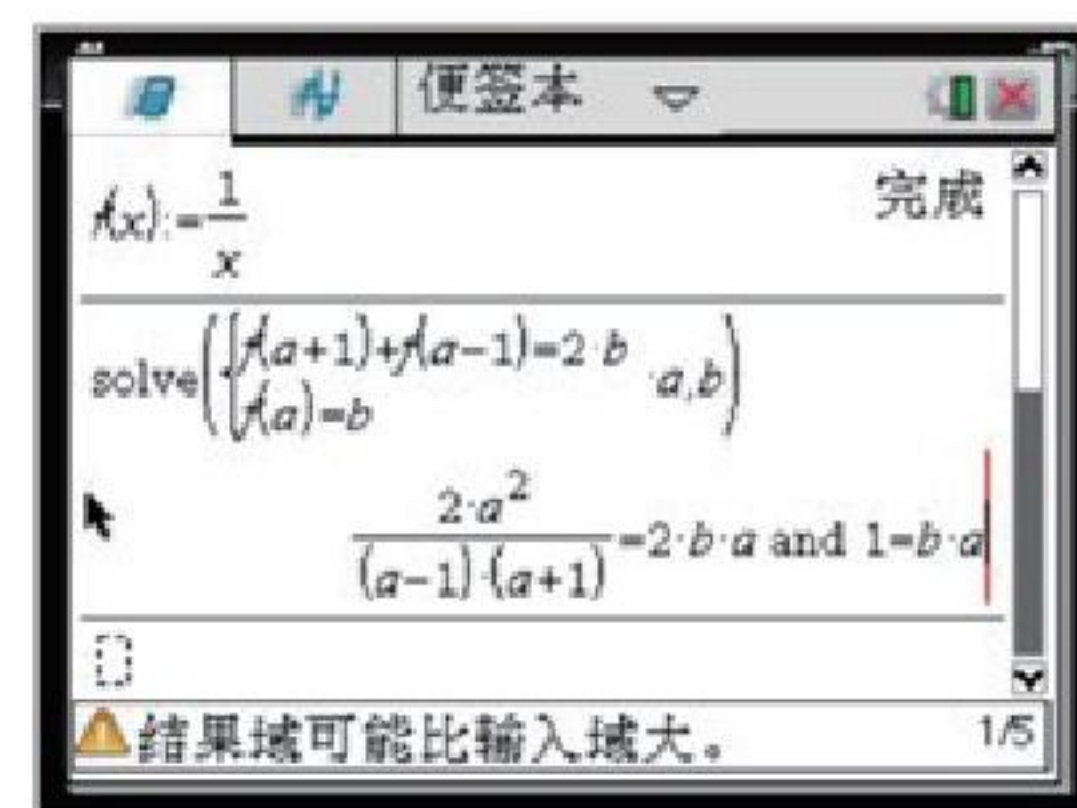 便签本
f(x):=1/x 完成
solve({f(a+1)+f(a-1)=2·b f(a)=b ,a,b)
2·a²/((a-1)·(a+1))=2·b·a and 1=b·a
结果域可能比输入域大。 1/5